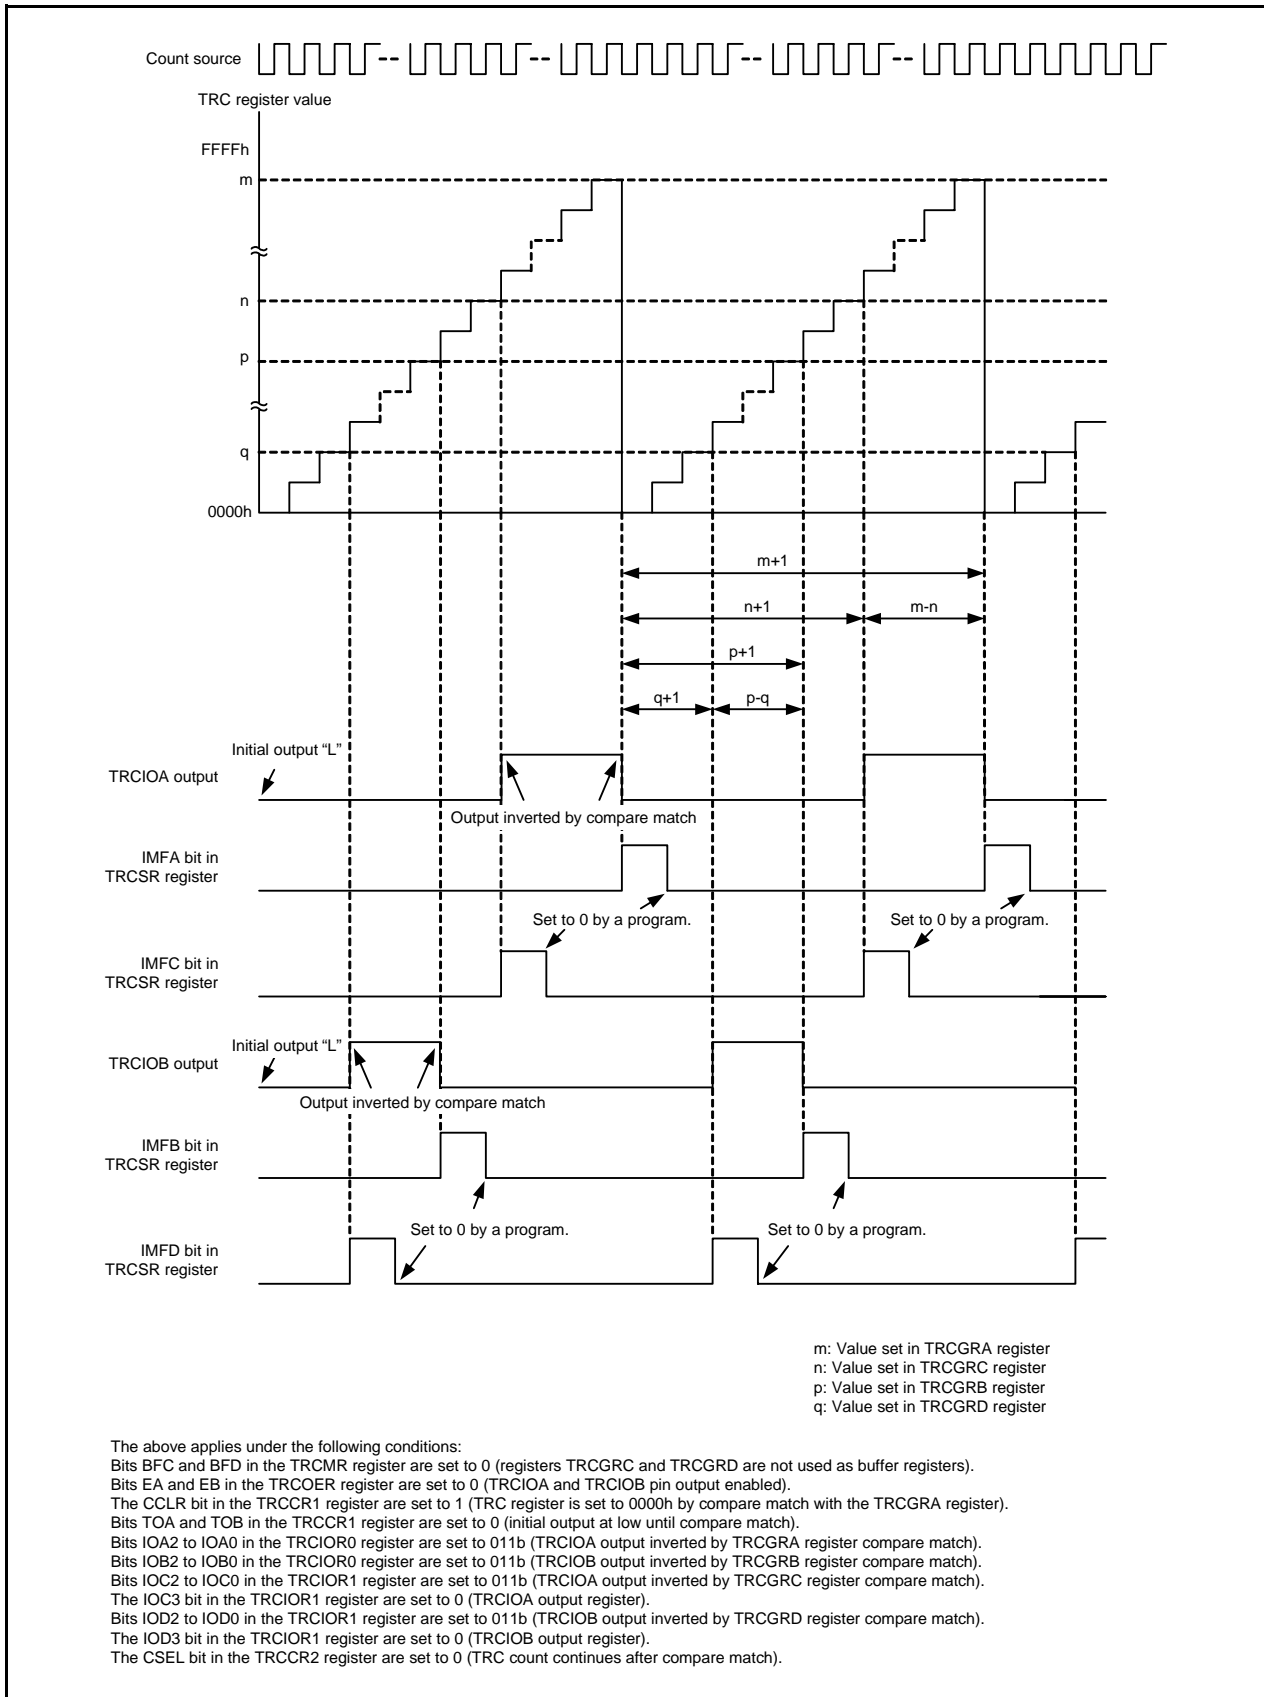 Count source
TRC register value
FFFFh
m
n
p
q
0000h
m+1
n+1
m-n
p+1
q+1
p-q
Initial output “L”
TRCIOA output
Output inverted by compare match
IMFA bit in
TRCSR register
Set to 0 by a program.
Set to 0 by a program.
IMFC bit in
TRCSR register
Initial output “L”
TRCIOB output
Output inverted by compare match
IMFB bit in
TRCSR register
Set to 0 by a program.
Set to 0 by a program.
IMFD bit in
TRCSR register
m: Value set in TRCGRA register
n: Value set in TRCGRC register
p: Value set in TRCGRB register
q: Value set in TRCGRD register
The above applies under the following conditions:
Bits BFC and BFD in the TRCMR register are set to 0 (registers TRCGRC and TRCGRD are not used as buffer registers).
Bits EA and EB in the TRCOER register are set to 0 (TRCIOA and TRCIOB pin output enabled).
The CCLR bit in the TRCCR1 register are set to 1 (TRC register is set to 0000h by compare match with the TRCGRA register).
Bits TOA and TOB in the TRCCR1 register are set to 0 (initial output at low until compare match).
Bits IOA2 to IOA0 in the TRCIOR0 register are set to 011b (TRCIOA output inverted by TRCGRA register compare match).
Bits IOB2 to IOB0 in the TRCIOR0 register are set to 011b (TRCIOB output inverted by TRCGRB register compare match).
Bits IOC2 to IOC0 in the TRCIOR1 register are set to 011b (TRCIOA output inverted by TRCGRC register compare match).
The IOC3 bit in the TRCIOR1 register are set to 0 (TRCIOA output register).
Bits IOD2 to IOD0 in the TRCIOR1 register are set to 011b (TRCIOB output inverted by TRCGRD register compare match).
The IOD3 bit in the TRCIOR1 register are set to 0 (TRCIOB output register).
The CSEL bit in the TRCCR2 register are set to 0 (TRC count continues after compare match).